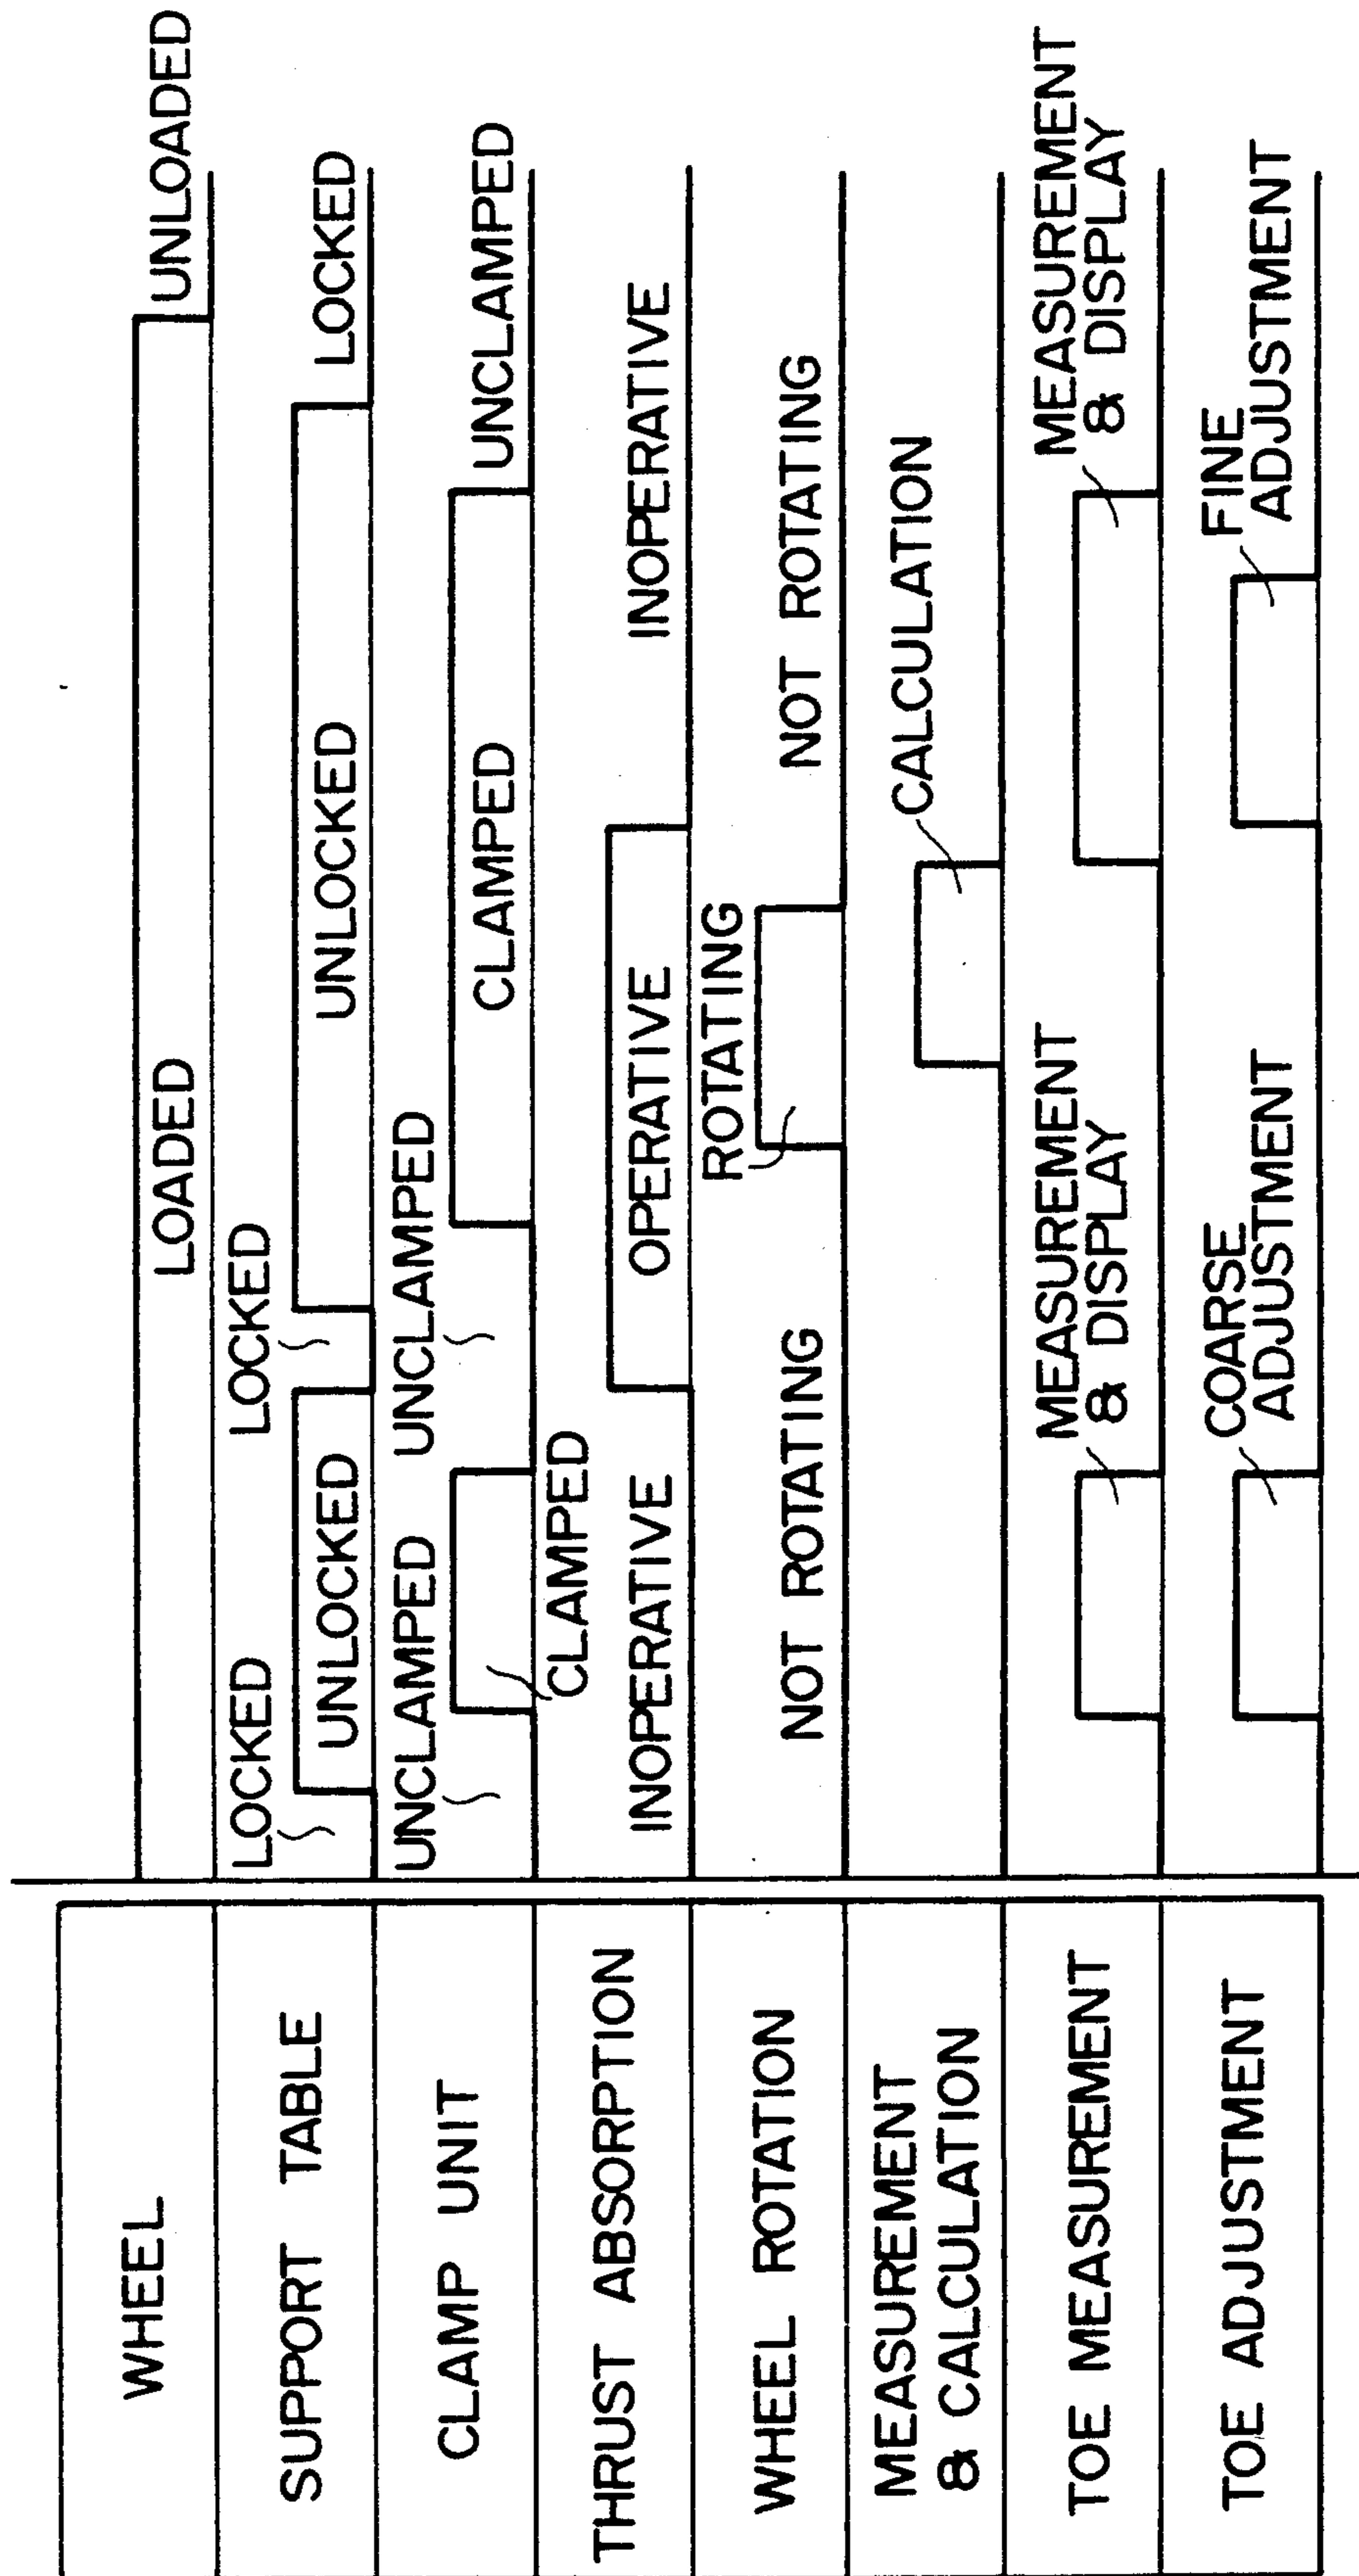 WHEEL
LOADED
UNLOADED
SUPPORT TABLE
LOCKED
UNLOCKED
LOCKED
UNLOCKED
LOCKED
CLAMP UNIT
UNCLAMPED
CLAMPED
UNCLAMPED
CLAMPED
UNCLAMPED
THRUST ABSORPTION
INOPERATIVE
OPERATIVE
INOPERATIVE
WHEEL ROTATION
NOT ROTATING
ROTATING
NOT ROTATING
MEASUREMENT
& CALCULATION
CALCULATION
TOE MEASUREMENT
MEASUREMENT
& DISPLAY
MEASUREMENT
& DISPLAY
TOE ADJUSTMENT
COARSE
ADJUSTMENT
FINE
ADJUSTMENT